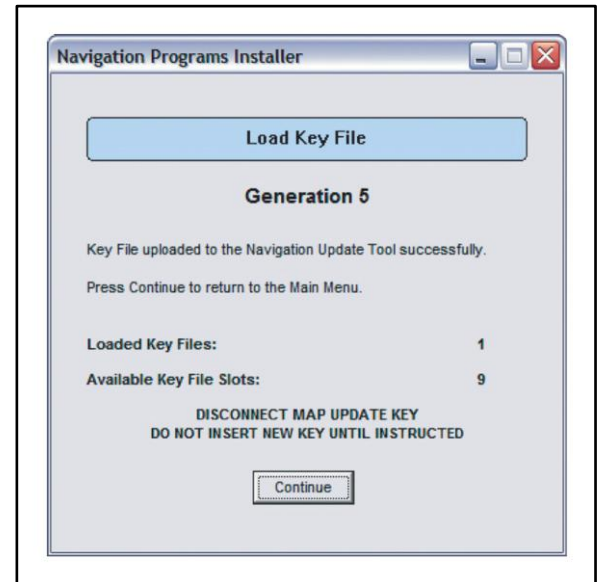 Navigation Programs Installer
Load Key File
Generation 5
Key File uploaded to the Navigation Update Tool successfully.
Press Continue to return to the Main Menu.
Loaded Key Files: 1
Available Key File Slots: 9
DISCONNECT MAP UPDATE KEY
DO NOT INSERT NEW KEY UNTIL INSTRUCTED
Continue